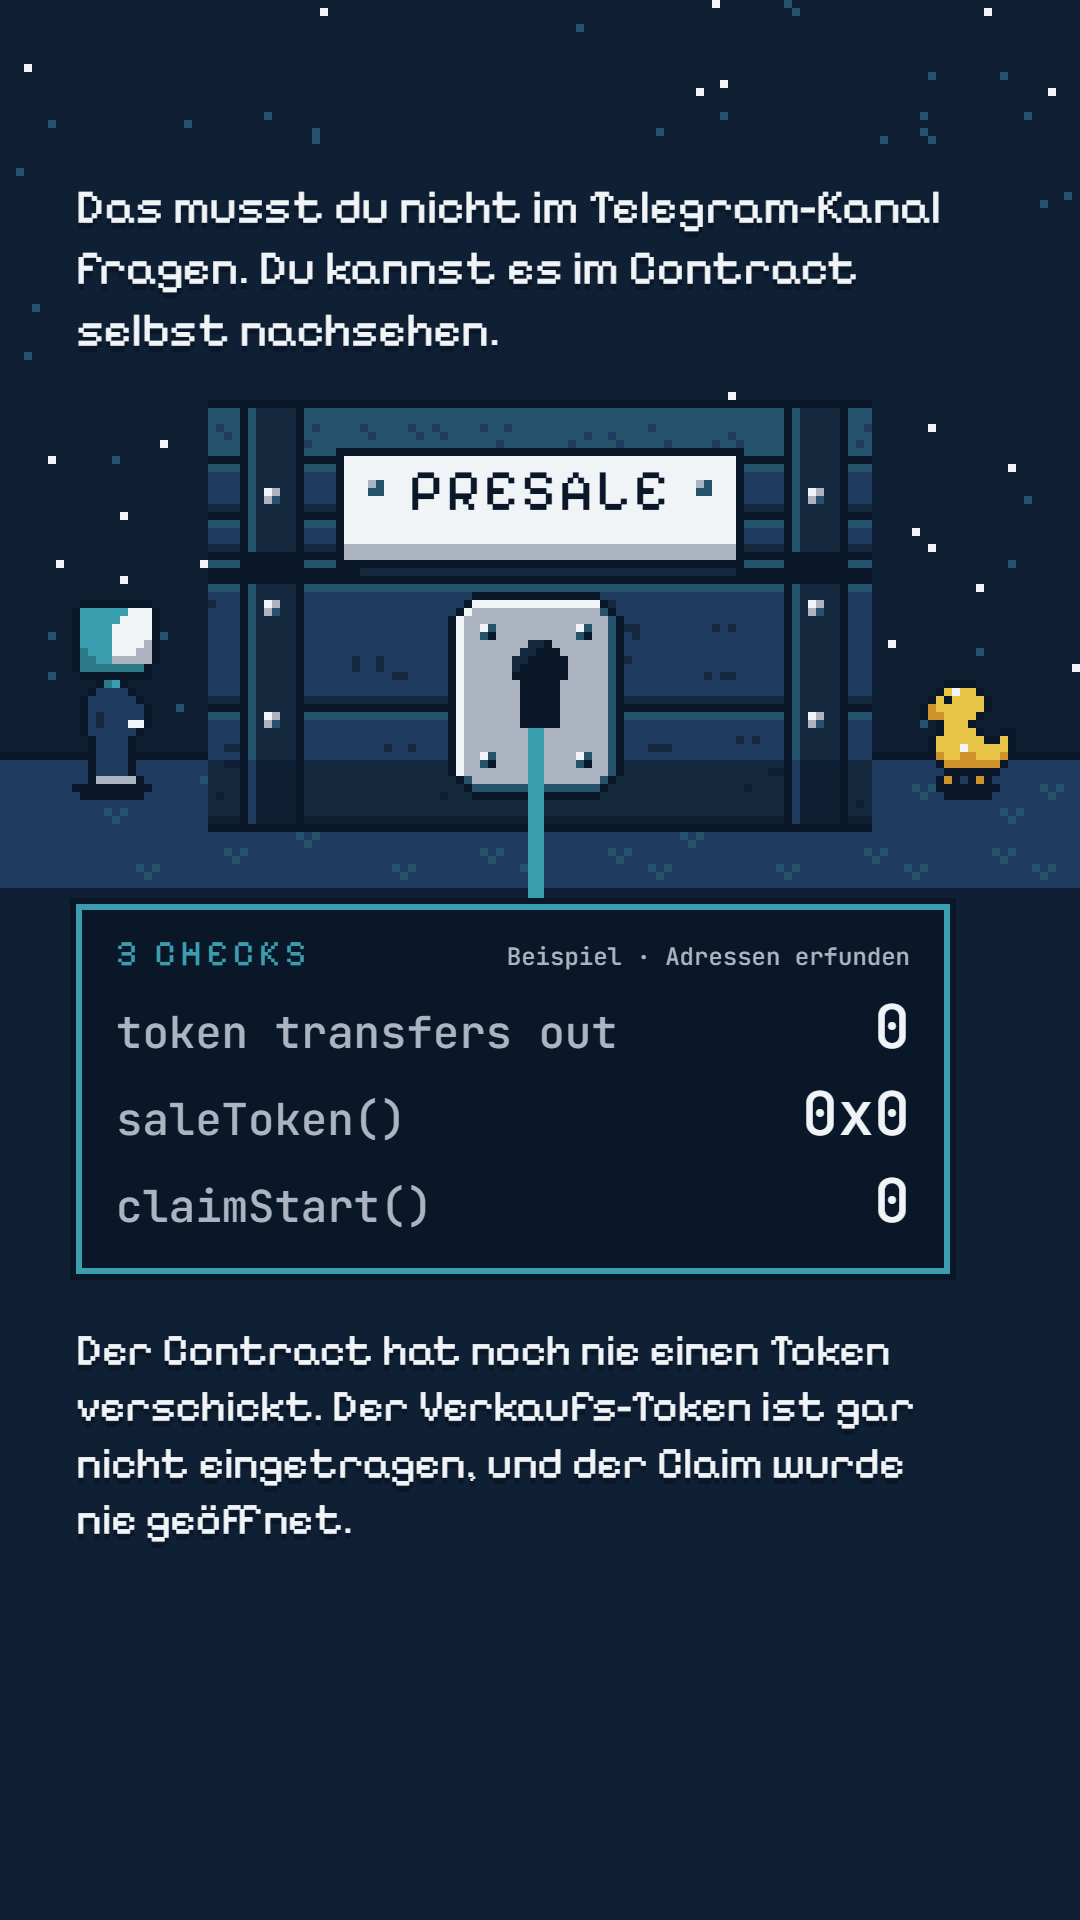 Das musst du nicht im Telegram-Kanal
fragen. Du kannst es im Contract
selbst nachsehen.
PRESALE
3 CHECKS
Beispiel · Adressen erfunden
token transfers out 0
saleToken() 0x0
claimStart() 0
Der Contract hat noch nie einen Token
verschickt. Der Verkaufs-Token ist gar
nicht eingetragen, und der Claim wurde
nie geöffnet.